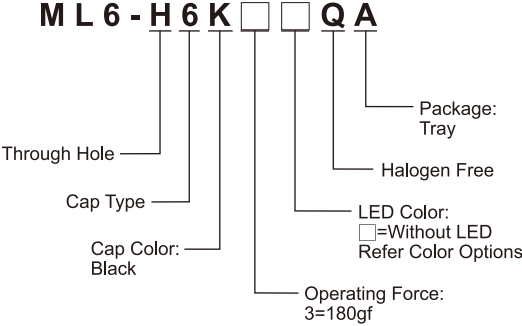 ML6-H6K□□QA
Package:
Tray
Through Hole
Halogen Free
Cap Type
LED Color:
□=Without LED
Refer Color Options
Cap Color:
Black
Operating Force:
3=180gf